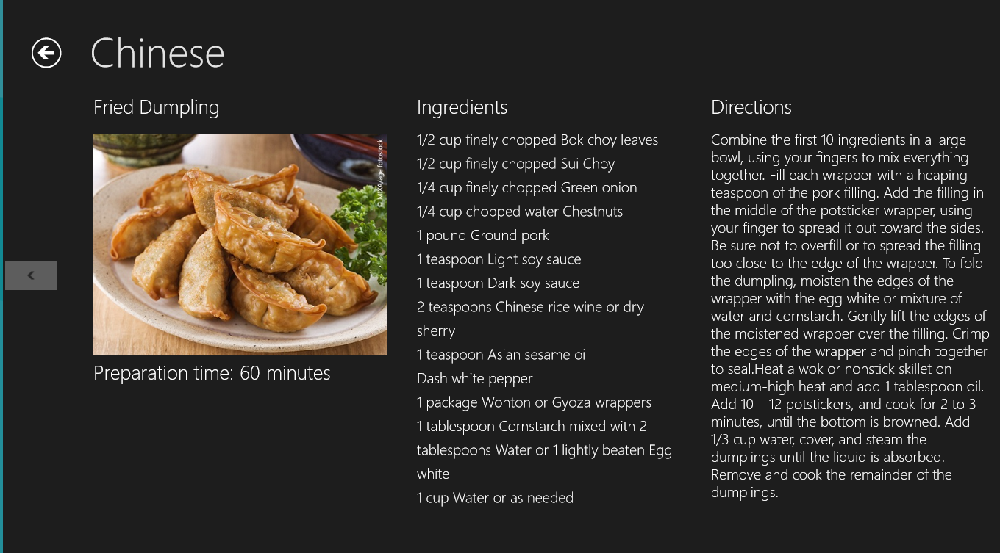 Chinese
Fried Dumpling
© MIXA/age fotostock
Preparation time: 60 minutes
Ingredients
1/2 cup finely chopped Bok choy leaves
1/2 cup finely chopped Sui Choy
1/4 cup finely chopped Green onion
1/4 cup chopped water Chestnuts
1 pound Ground pork
1 teaspoon Light soy sauce
1 teaspoon Dark soy sauce
2 teaspoons Chinese rice wine or dry
sherry
1 teaspoon Asian sesame oil
Dash white pepper
1 package Wonton or Gyoza wrappers
1 tablespoon Cornstarch mixed with 2
tablespoons Water or 1 lightly beaten Egg
white
1 cup Water or as needed
Directions
Combine the first 10 ingredients in a large
bowl, using your fingers to mix everything
together. Fill each wrapper with a heaping
teaspoon of the pork filling. Add the filling in
the middle of the potsticker wrapper, using
your finger to spread it out toward the sides.
Be sure not to overfill or to spread the filling
too close to the edge of the wrapper. To fold
the dumpling, moisten the edges of the
wrapper with the egg white or mixture of
water and cornstarch. Gently lift the edges of
the moistened wrapper over the filling. Crimp
the edges of the wrapper and pinch together
to seal.Heat a wok or nonstick skillet on
medium-high heat and add 1 tablespoon oil.
Add 10 – 12 potstickers, and cook for 2 to 3
minutes, until the bottom is browned. Add
1/3 cup water, cover, and steam the
dumplings until the liquid is absorbed.
Remove and cook the remainder of the
dumplings.